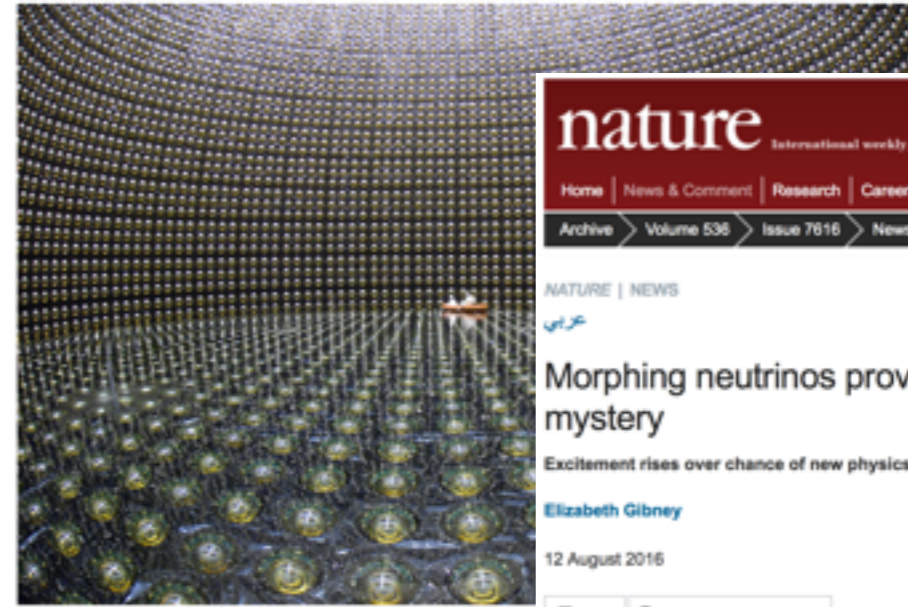 nature International weekly
Home News & Comment Research Career
Archive Volume 536 Issue 7616 News
NATURE | NEWS
عربي
Morphing neutrinos prov
mystery
Excitement rises over chance of new physics
Elizabeth Gibney
12 August 2016